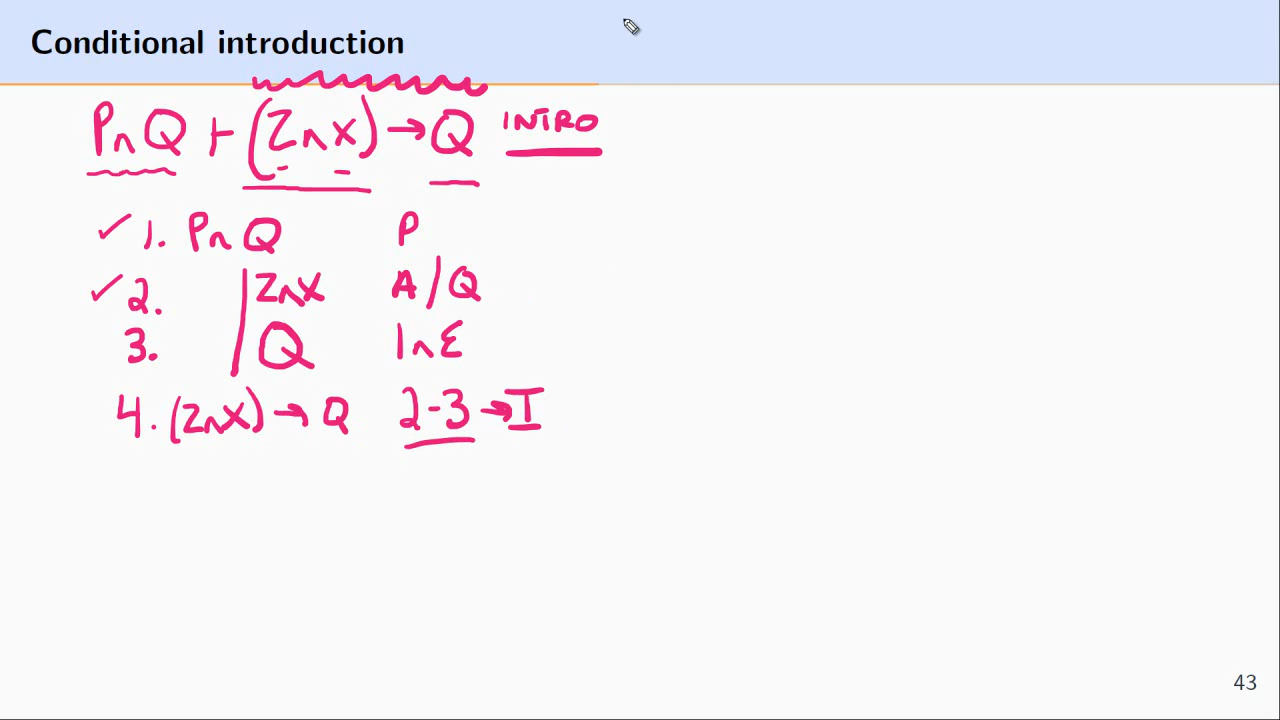 Conditional introduction
P∧Q ⊢ (Z∧X) → Q INTRO
✓ 1. P∧Q P
✓ 2. Z∧X A/Q
3. Q 1∧E
4. (Z∧X) → Q 2-3 →I
43